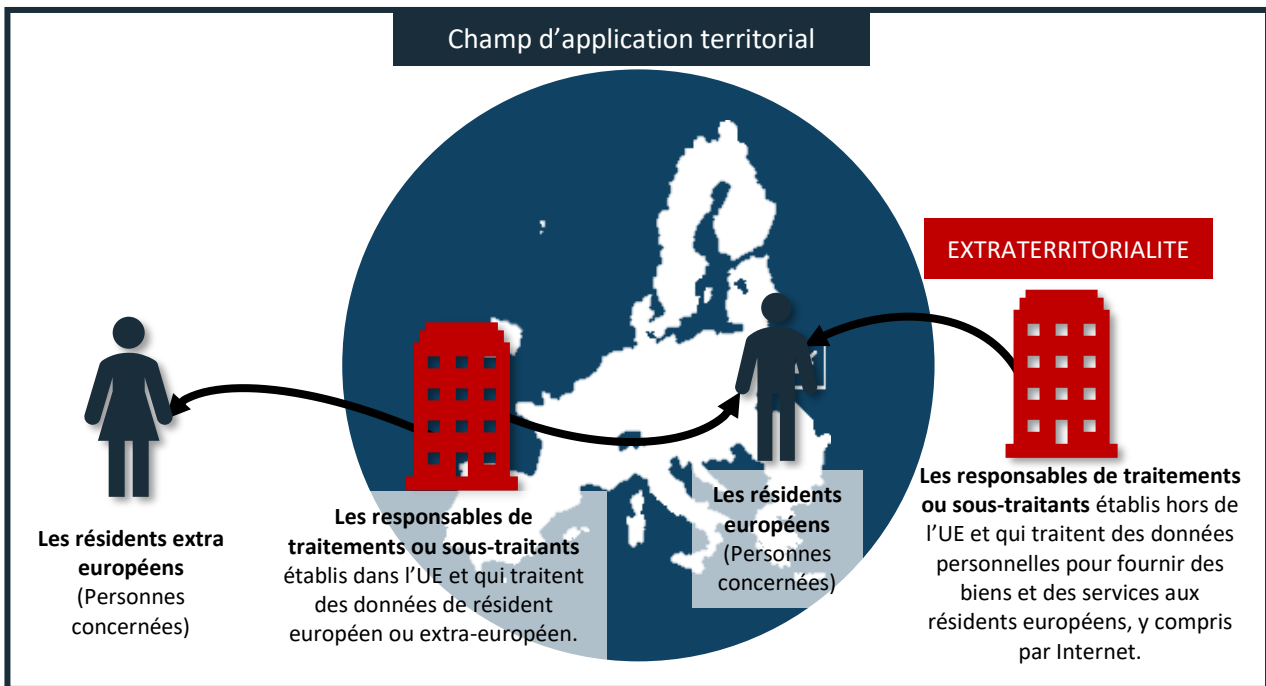 Champ d’application territorial
EXTRATERRITORIALITE
Les résidents extra
européens
(Personnes
concernées)
Les responsables de
traitements ou sous-traitants
établis dans l’UE et qui traitent
des données de résident
européen ou extra-européen.
Les résidents
européens
(Personnes
concernées)
Les responsables de traitements
ou sous-traitants établis hors de
l’UE et qui traitent des données
personnelles pour fournir des
biens et des services aux
résidents européens, y compris
par Internet.